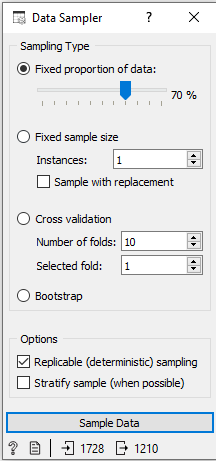 Data Sampler
Sampling Type
Fixed proportion of data:
70 %
Fixed sample size
Instances: 1
Sample with replacement
Cross validation
Number of folds: 10
Selected fold: 1
Bootstrap
Options
Replicable (deterministic) sampling
Stratify sample (when possible)
Sample Data
? 1728 1210